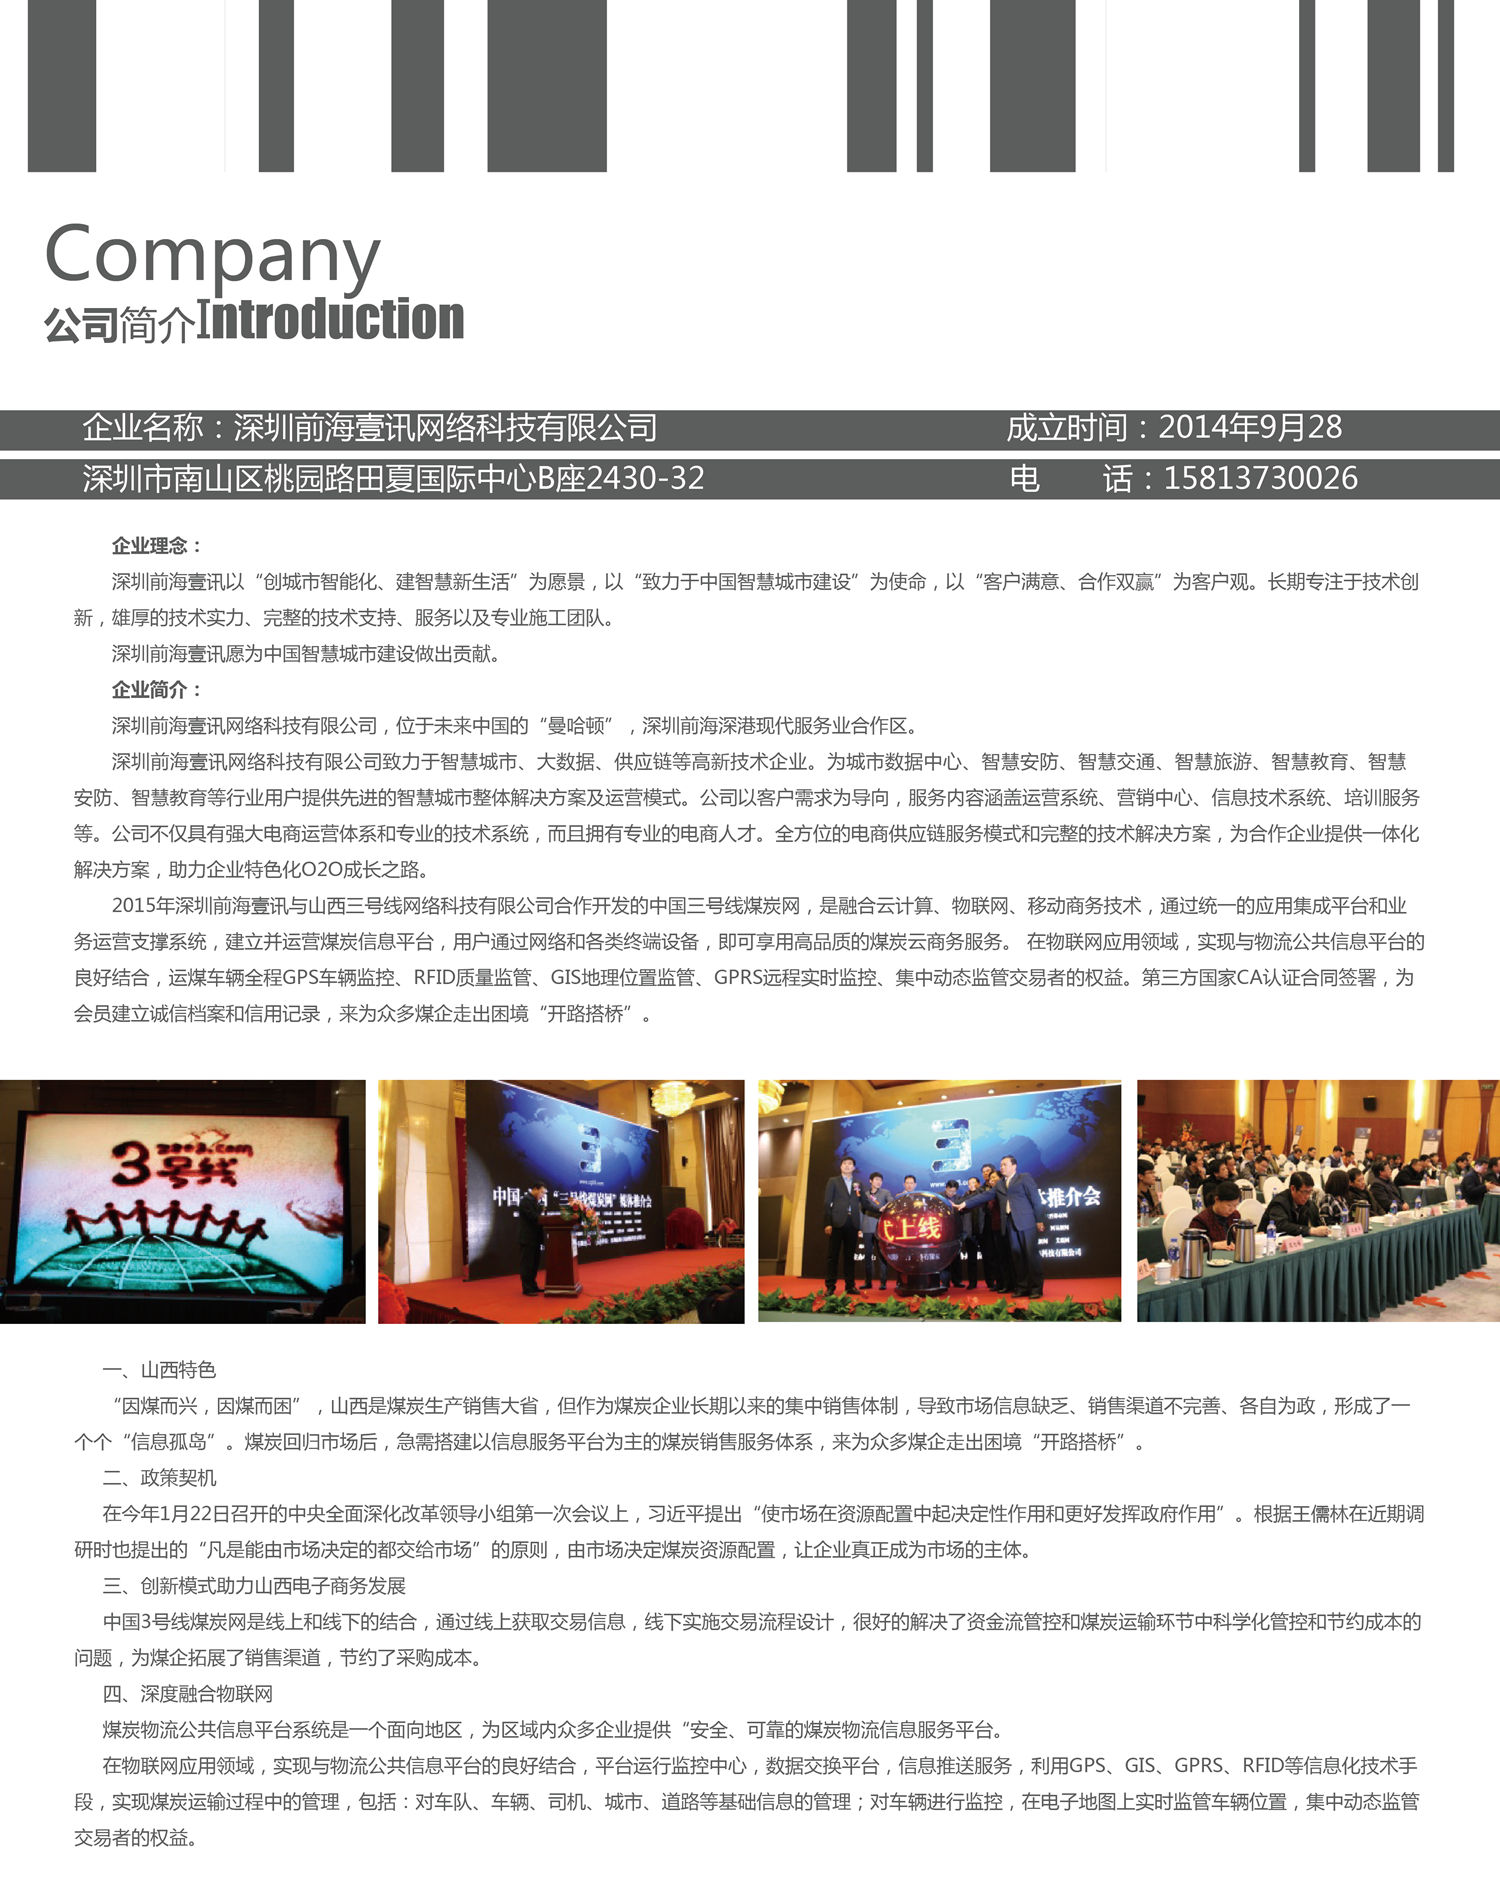 Company
公司简介Introduction
企业名称：深圳前海壹讯网络科技有限公司 成立时间：2014年9月28
深圳市南山区桃园路田夏国际中心B座2430-32 电 话：15813730026
企业理念：
深圳前海壹讯以“创城市智能化、建智慧新生活”为愿景，以“致力于中国智慧城市建设”为使命，以“客户满意、合作双赢”为客户观。长期专注于技术创
新，雄厚的技术实力、完整的技术支持、服务以及专业施工团队。
深圳前海壹讯愿为中国智慧城市建设做出贡献。
企业简介：
深圳前海壹讯网络科技有限公司，位于未来中国的“曼哈顿”，深圳前海深港现代服务业合作区。
深圳前海壹讯网络科技有限公司致力于智慧城市、大数据、供应链等高新技术企业。为城市数据中心、智慧安防、智慧交通、智慧旅游、智慧教育、智慧
安防、智慧教育等行业用户提供先进的智慧城市整体解决方案及运营模式。公司以客户需求为导向，服务内容涵盖运营系统、营销中心、信息技术系统、培训服务
等。公司不仅具有强大电商运营体系和专业的技术系统，而且拥有专业的电商人才。全方位的电商供应链服务模式和完整的技术解决方案，为合作企业提供一体化
解决方案，助力企业特色化O2O成长之路。
2015年深圳前海壹讯与山西三号线网络科技有限公司合作开发的中国三号线煤炭网，是融合云计算、物联网、移动商务技术，通过统一的应用集成平台和业
务运营支撑系统，建立并运营煤炭信息平台，用户通过网络和各类终端设备，即可享用高品质的煤炭云商务服务。 在物联网应用领域，实现与物流公共信息平台的
良好结合，运煤车辆全程GPS车辆监控、RFID质量监管、GIS地理位置监管、GPRS远程实时监控、集中动态监管交易者的权益。第三方国家CA认证合同签署，为
会员建立诚信档案和信用记录，来为众多煤企走出困境“开路搭桥”。
3号线
3
中国·山西“三号线煤炭网”媒体推介会
3
体推介会
式上线
科技有限公司
一、山西特色
“因煤而兴，因煤而困”，山西是煤炭生产销售大省，但作为煤炭企业长期以来的集中销售体制，导致市场信息缺乏、销售渠道不完善、各自为政，形成了一
个个“信息孤岛”。煤炭回归市场后，急需搭建以信息服务平台为主的煤炭销售服务体系，来为众多煤企走出困境“开路搭桥”。
二、政策契机
在今年1月22日召开的中央全面深化改革领导小组第一次会议上，习近平提出“使市场在资源配置中起决定性作用和更好发挥政府作用”。根据王儒林在近期调
研时也提出的“凡是能由市场决定的都交给市场”的原则，由市场决定煤炭资源配置，让企业真正成为市场的主体。
三、创新模式助力山西电子商务发展
中国3号线煤炭网是线上和线下的结合，通过线上获取交易信息，线下实施交易流程设计，很好的解决了资金流管控和煤炭运输环节中科学化管控和节约成本的
问题，为煤企拓展了销售渠道，节约了采购成本。
四、深度融合物联网
煤炭物流公共信息平台系统是一个面向地区，为区域内众多企业提供“安全、可靠的煤炭物流信息服务平台。
在物联网应用领域，实现与物流公共信息平台的良好结合，平台运行监控中心，数据交换平台，信息推送服务，利用GPS、GIS、GPRS、RFID等信息化技术手
段，实现煤炭运输过程中的管理，包括：对车队、车辆、司机、城市、道路等基础信息的管理；对车辆进行监控，在电子地图上实时监管车辆位置，集中动态监管
交易者的权益。